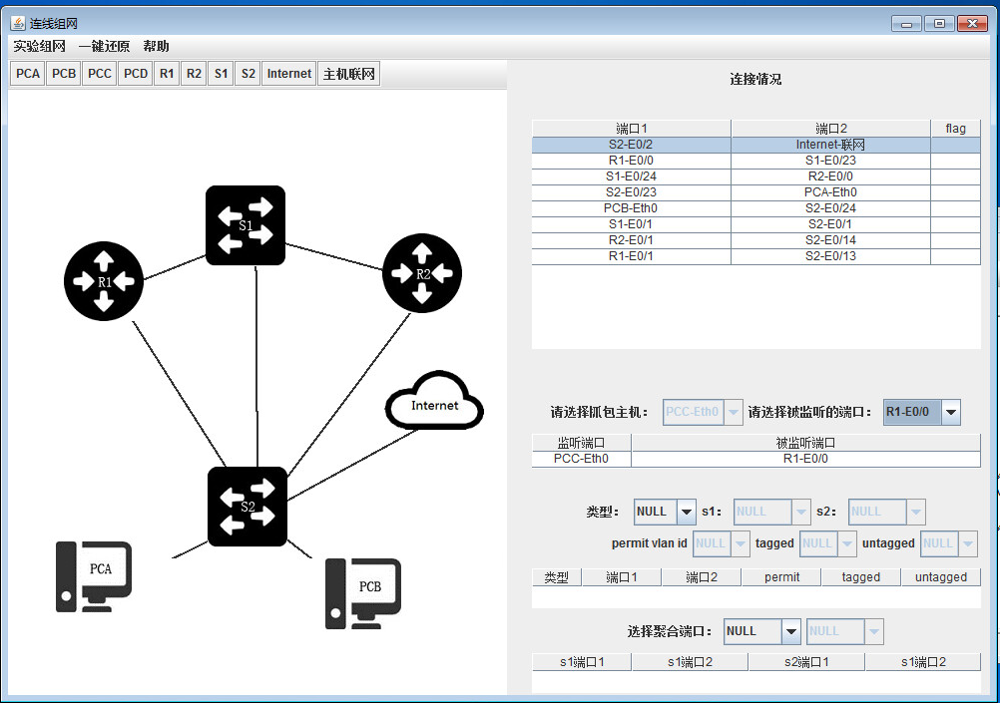 连线组网
实验组网 一键还原 帮助
PCA PCB PCC PCD R1 R2 S1 S2 Internet 主机联网
S1
R1
R2
Internet
S2
PCA
PCB
连接情况
端口1 端口2 flag
S2-E0/2 Internet-联网
R1-E0/0 S1-E0/23
S1-E0/24 R2-E0/0
S2-E0/23 PCA-Eth0
PCB-Eth0 S2-E0/24
S1-E0/1 S2-E0/1
R2-E0/1 S2-E0/14
R1-E0/1 S2-E0/13
请选择抓包主机： PCC-Eth0 请选择被监听的端口： R1-E0/0
监听端口 被监听端口
PCC-Eth0 R1-E0/0
类型： NULL s1： NULL s2： NULL
permit vlan id NULL tagged NULL untagged NULL
类型 端口1 端口2 permit tagged untagged
选择聚合端口： NULL NULL
s1端口1 s1端口2 s2端口1 s1端口2